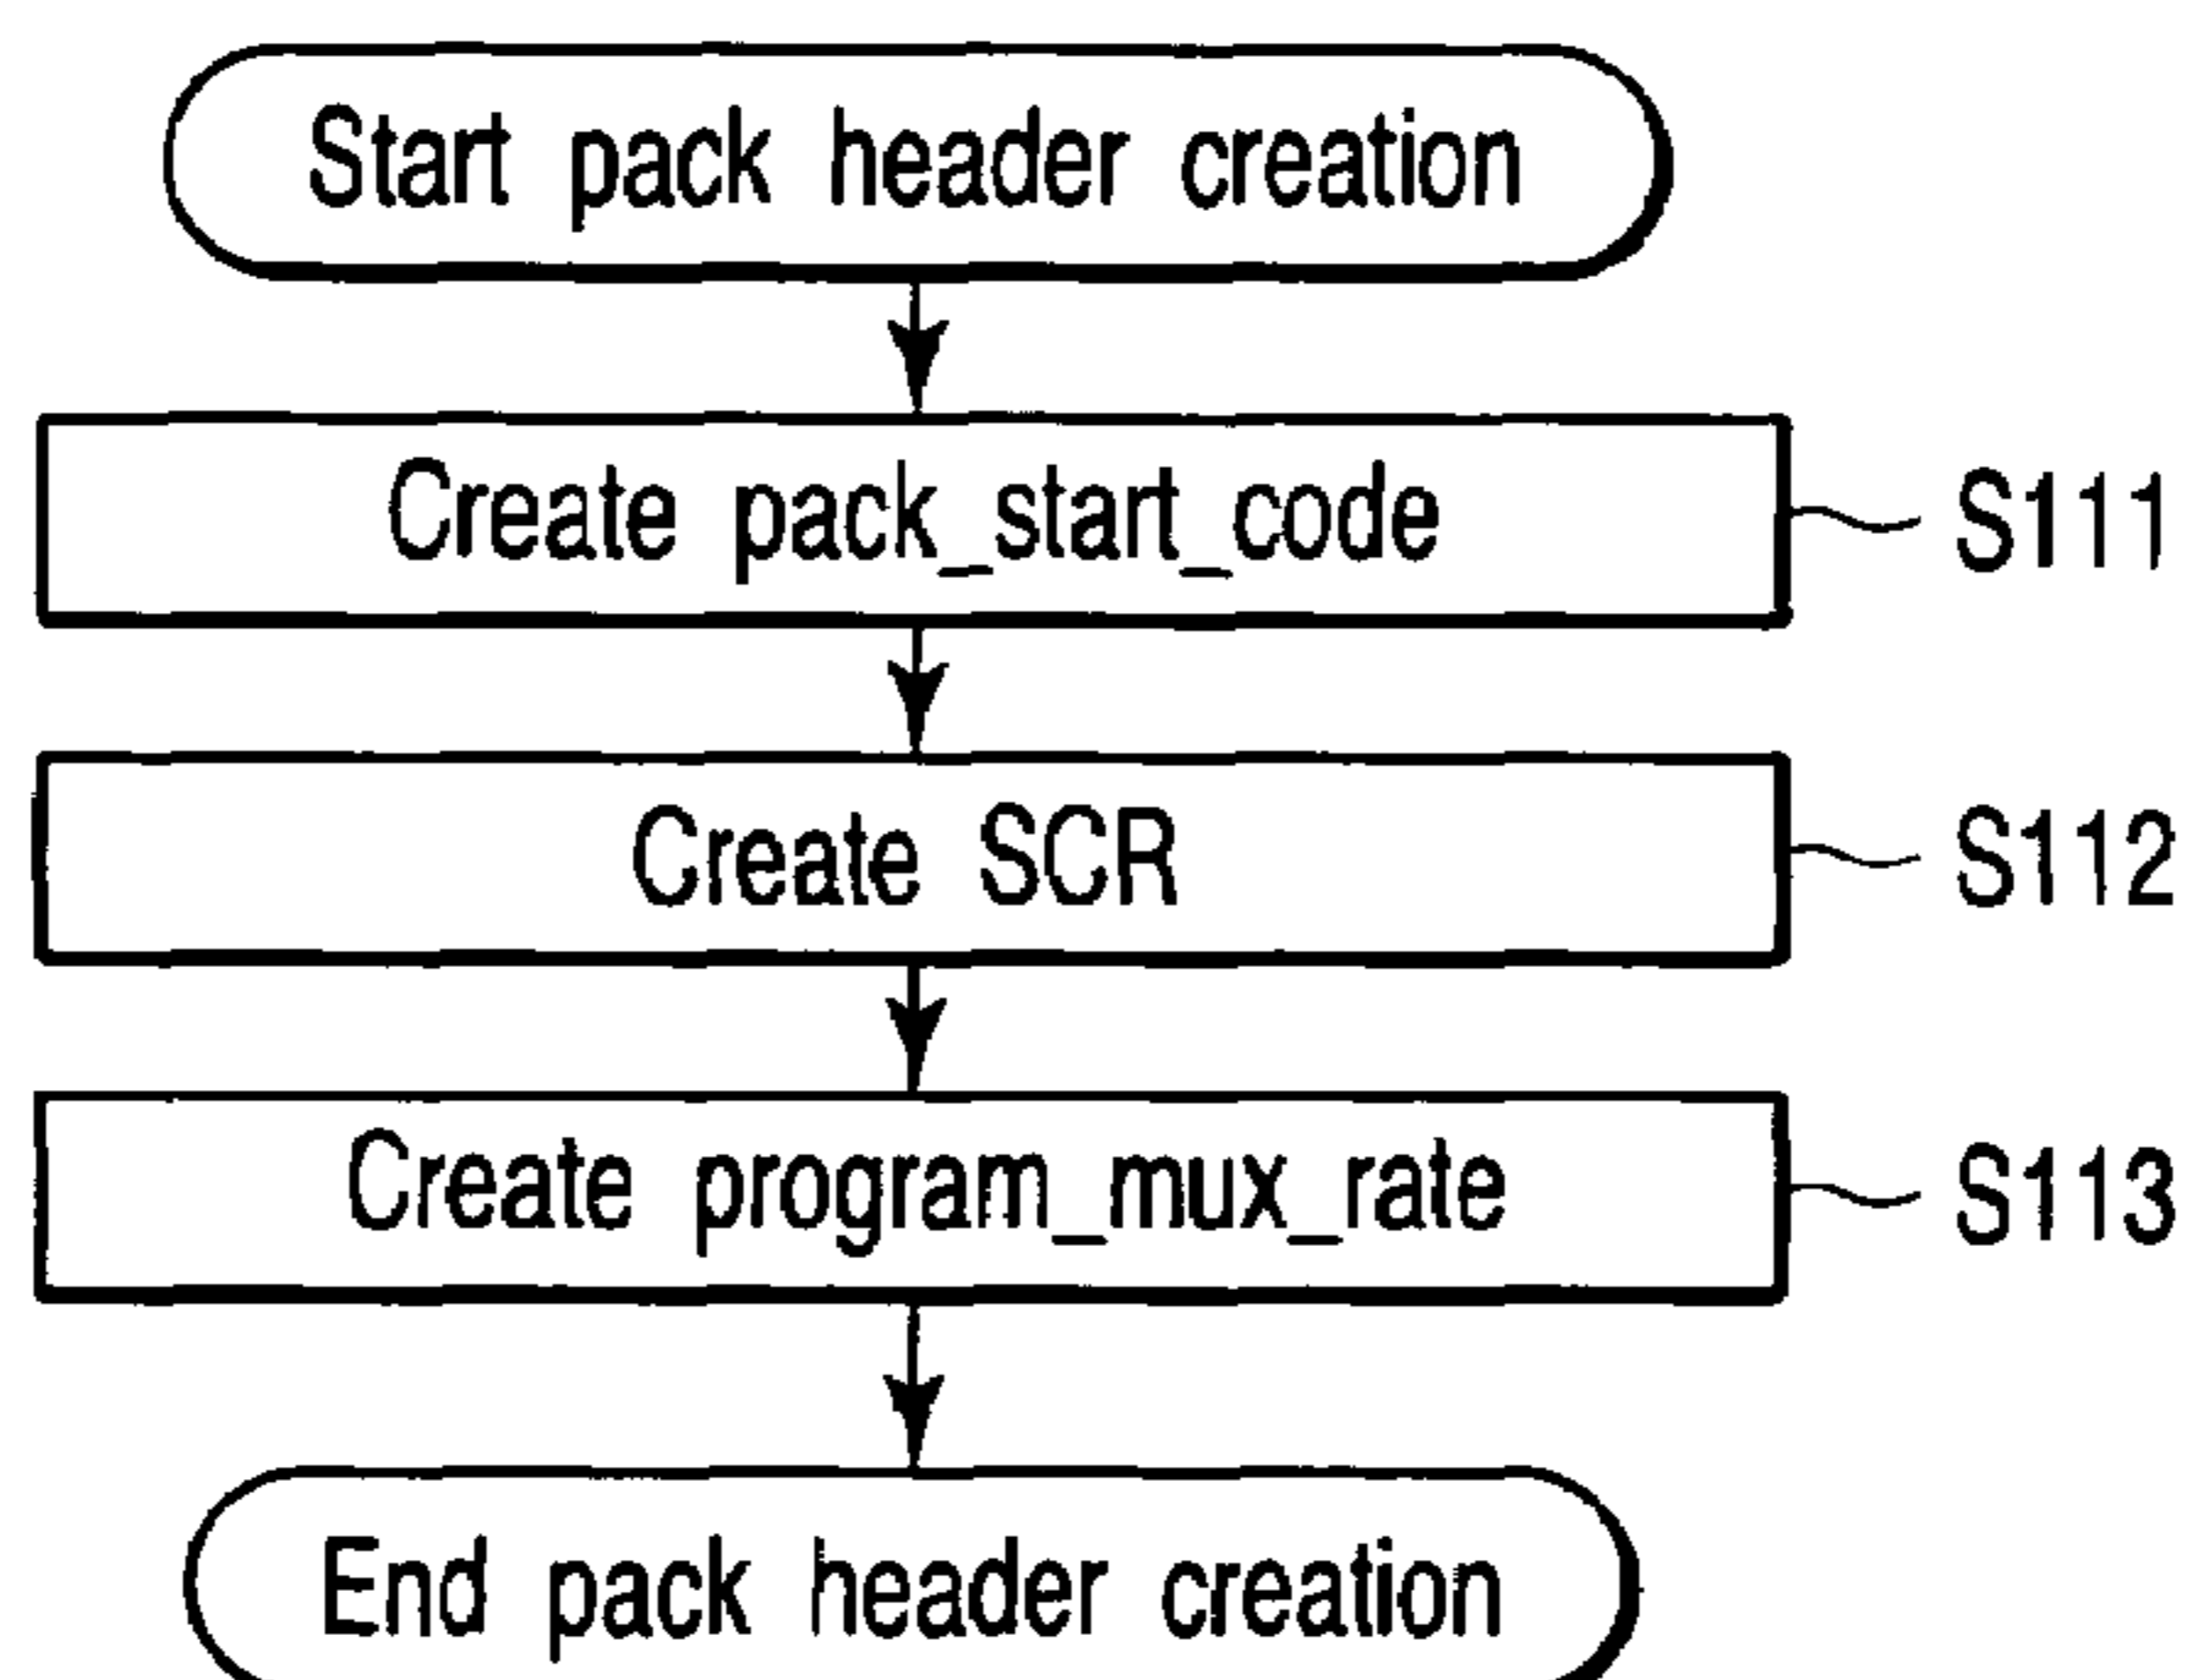 Start pack header creation
Create pack_start_code
S111
Create SCR
S112
Create program_mux_rate
S113
End pack header creation